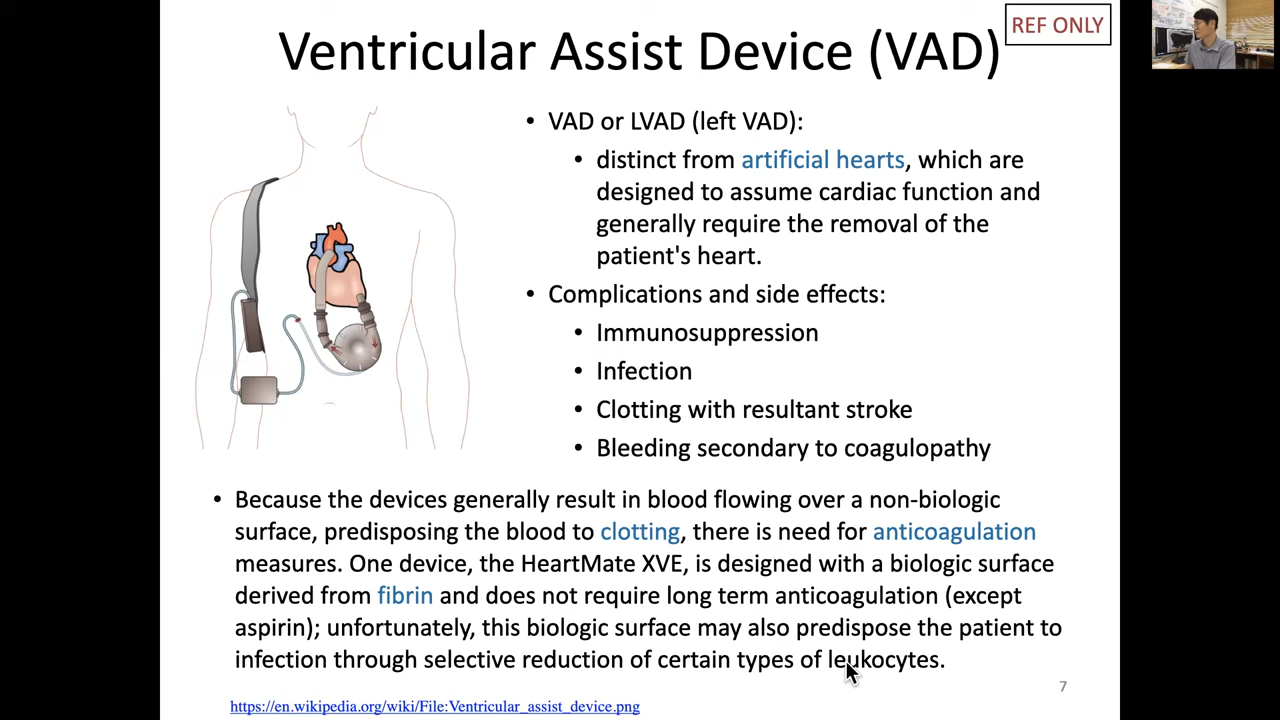 Ventricular Assist Device (VAD)
REF ONLY
• VAD or LVAD (left VAD):
• distinct from artificial hearts, which are
designed to assume cardiac function and
generally require the removal of the
patient's heart.
• Complications and side effects:
• Immunosuppression
• Infection
• Clotting with resultant stroke
• Bleeding secondary to coagulopathy
• Because the devices generally result in blood flowing over a non-biologic
surface, predisposing the blood to clotting, there is need for anticoagulation
measures. One device, the HeartMate XVE, is designed with a biologic surface
derived from fibrin and does not require long term anticoagulation (except
aspirin); unfortunately, this biologic surface may also predispose the patient to
infection through selective reduction of certain types of leukocytes.
7
https://en.wikipedia.org/wiki/File:Ventricular_assist_device.png